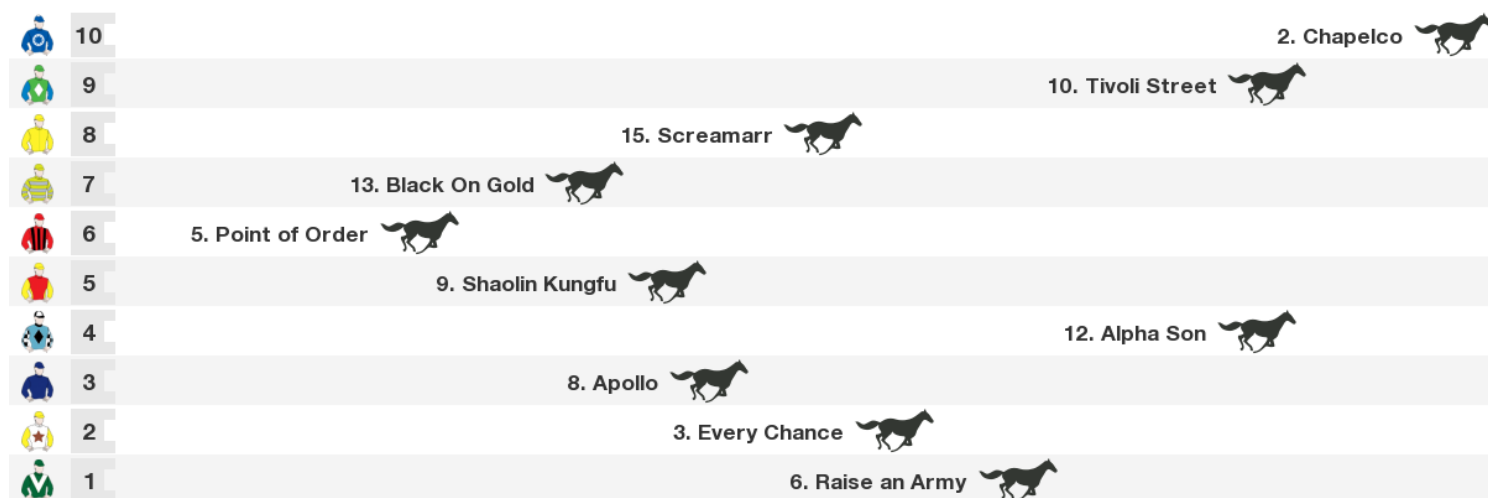 10 2. Chapelco
9 10. Tivoli Street
8 15. Screamarr
7 13. Black On Gold
6 5. Point of Order
5 9. Shaolin Kungfu
4 12. Alpha Son
3 8. Apollo
2 3. Every Chance
1 6. Raise an Army